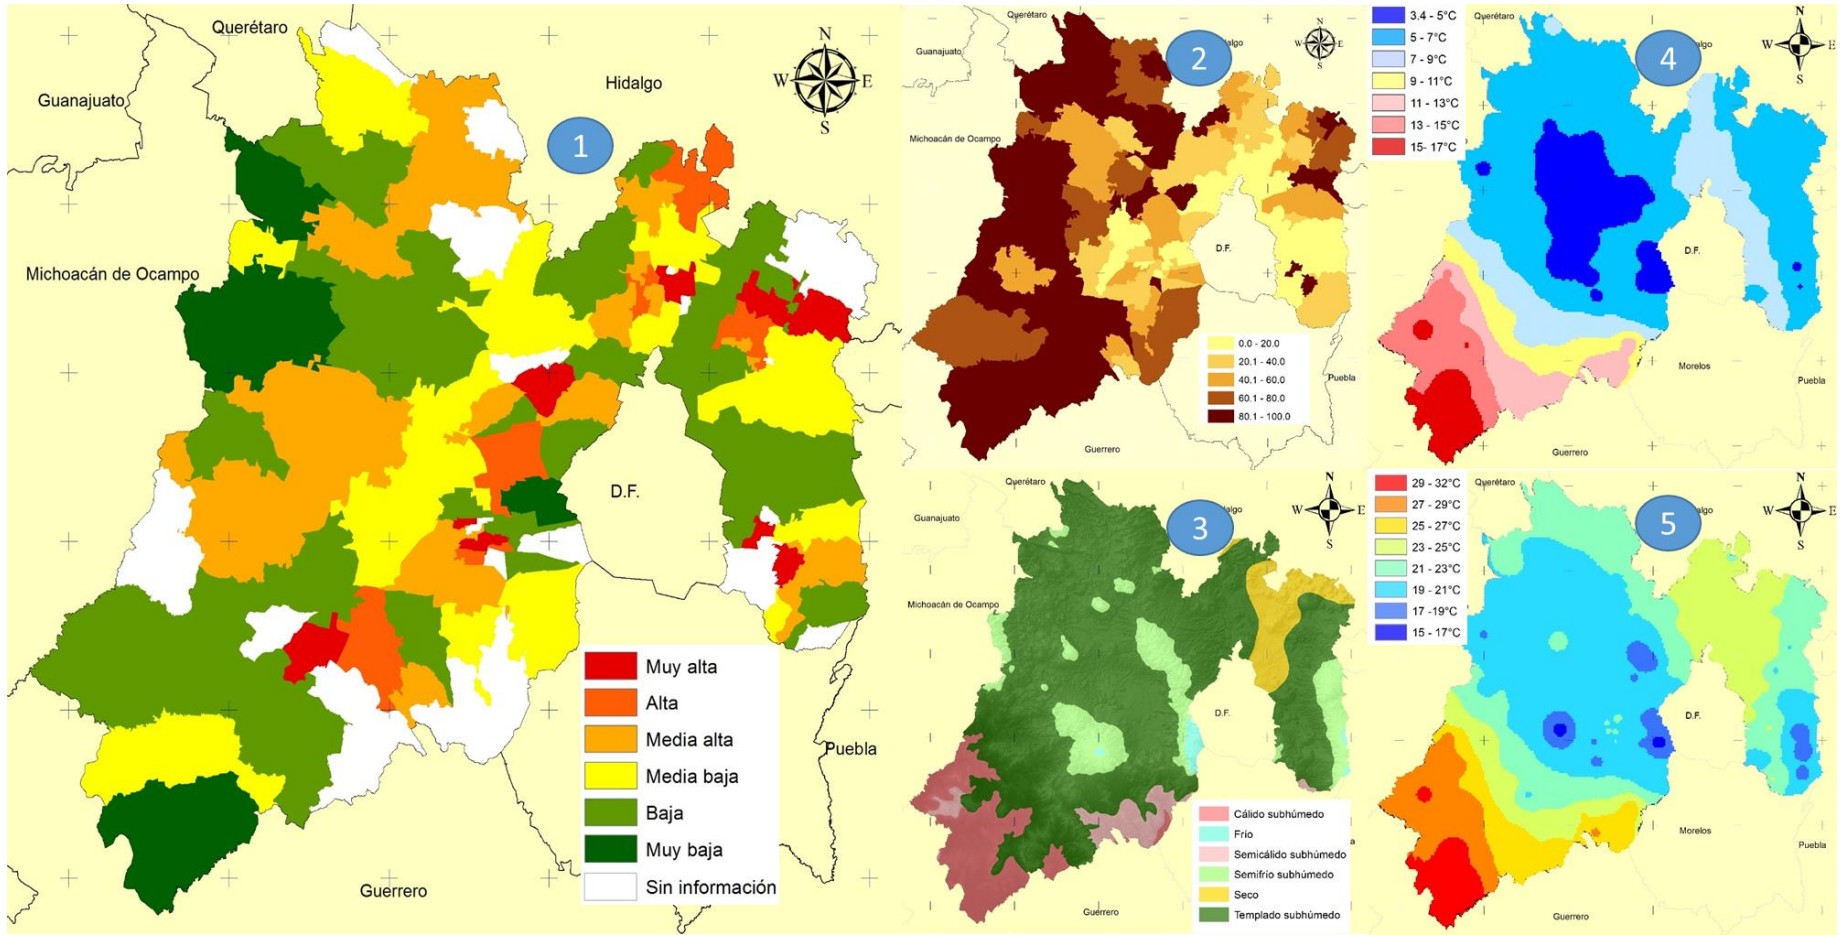 Querétaro
Guanajuato
Hidalgo
Michoacán de Ocampo
D.F.
Puebla
Guerrero
N
W E
S
1
Muy alta
Alta
Media alta
Media baja
Baja
Muy baja
Sin información
Querétaro
Guanajuato
Michoacán de Ocampo
2
dalgo
N
W E
S
D.F.
Puebla
Guerrero
0.0 - 20.0
20.1 - 40.0
40.1 - 60.0
60.1 - 80.0
80.1 - 100.0
3.4 - 5°C
5 - 7°C
7 - 9°C
9 - 11°C
11 - 13°C
13 - 15°C
15- 17°C
Querétaro
4
dalgo
N
W E
S
D.F.
Morelos
Puebla
Guerrero
Querétaro
Guanajuato
Michoacán de Ocampo
3
dalgo
N
W E
S
D.F.
a
Guerrero
Cálido subhúmedo
Frío
Semicálido subhúmedo
Semifrío subhúmedo
Seco
Templado subhúmedo
29 - 32°C
27 - 29°C
25 - 27°C
23 - 25°C
21 - 23°C
19 - 21°C
17 -19°C
15 - 17°C
Querétaro
5
dalgo
N
W E
S
D.F.
Morelos
Puebla
Guerrero